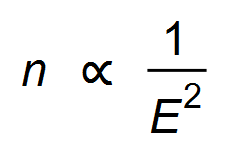 n ∝ 1/E²